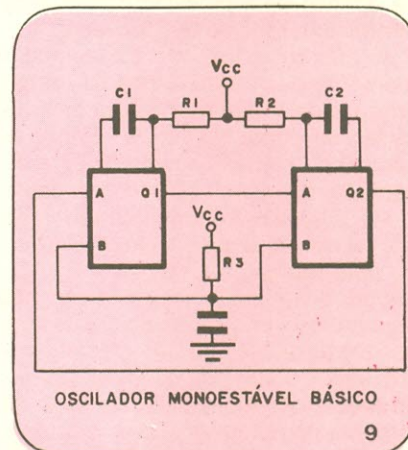 VCC
C1 R1 R2 C2
A Q1 A Q2
VCC
B B
R3
OSCILADOR MONOESTÁVEL BÁSICO
9